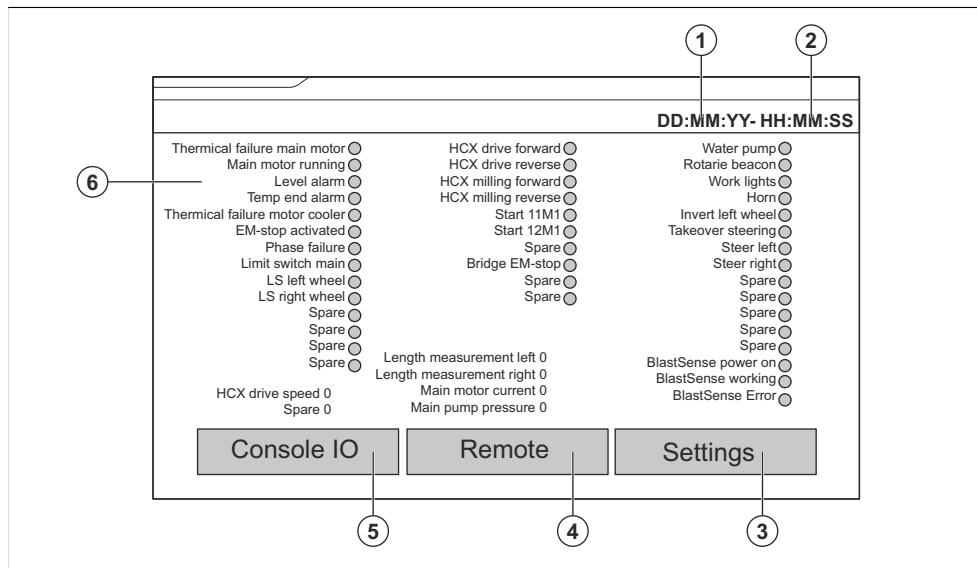 1
2
DD:MM:YY- HH:MM:SS
Thermical failure main motor
Main motor running
Level alarm
Temp end alarm
Thermical failure motor cooler
EM-stop activated
Phase failure
Limit switch main
LS left wheel
LS right wheel
Spare
Spare
Spare
Spare
HCX drive speed 0
Spare 0
HCX drive forward
HCX drive reverse
HCX milling forward
HCX milling reverse
Start 11M1
Start 12M1
Spare
Bridge EM-stop
Spare
Spare
Length measurement left 0
Length measurement right 0
Main motor current 0
Main pump pressure 0
Water pump
Rotarie beacon
Work lights
Horn
Invert left wheel
Takeover steering
Steer left
Steer right
Spare
Spare
Spare
Spare
Spare
BlastSense power on
BlastSense working
BlastSense Error
6
Console IO
Remote
Settings
5
4
3